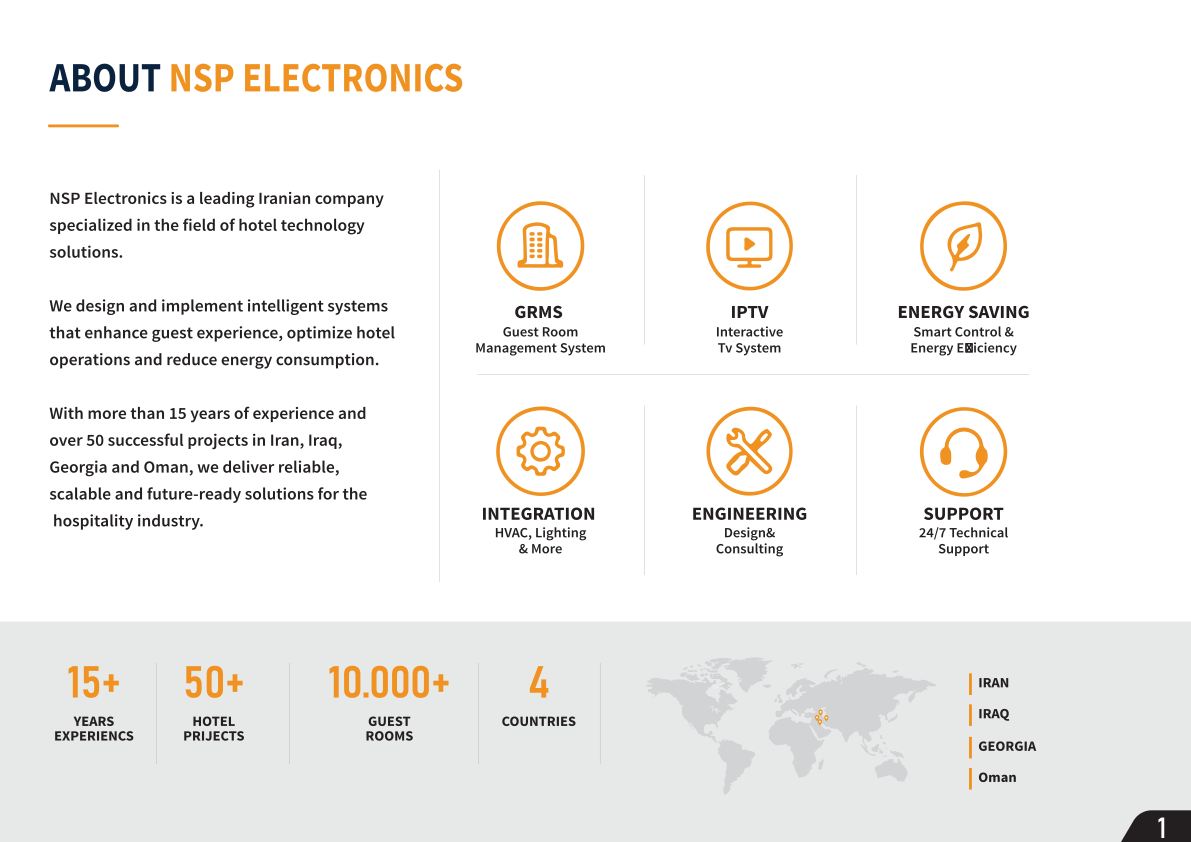 ABOUT NSP ELECTRONICS
NSP Electronics is a leading Iranian company
specialized in the field of hotel technology
solutions.
We design and implement intelligent systems
that enhance guest experience, optimize hotel
operations and reduce energy consumption.
With more than 15 years of experience and
over 50 successful projects in Iran, Iraq,
Georgia and Oman, we deliver reliable,
scalable and future-ready solutions for the
hospitality industry.
GRMS
Guest Room
Management System
IPTV
Interactive
Tv System
ENERGY SAVING
Smart Control &
Energy
INTEGRATION
HVAC, Lighting
& More
ENGINEERING
Design&
Consulting
SUPPORT
24/7 Technical
Support
15+
YEARS
EXPERIENCS
50+
HOTEL
PRIJECTS
10.000+
GUEST
ROOMS
4
COUNTRIES
IRAN
IRAQ
GEORGIA
Oman
1